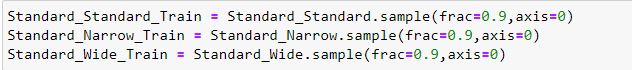 Standard_Standard_Train = Standard_Standard.sample(frac=0.9,axis=0)
Standard_Narrow_Train = Standard_Narrow.sample(frac=0.9,axis=0)
Standard_Wide_Train = Standard_Wide.sample(frac=0.9,axis=0)